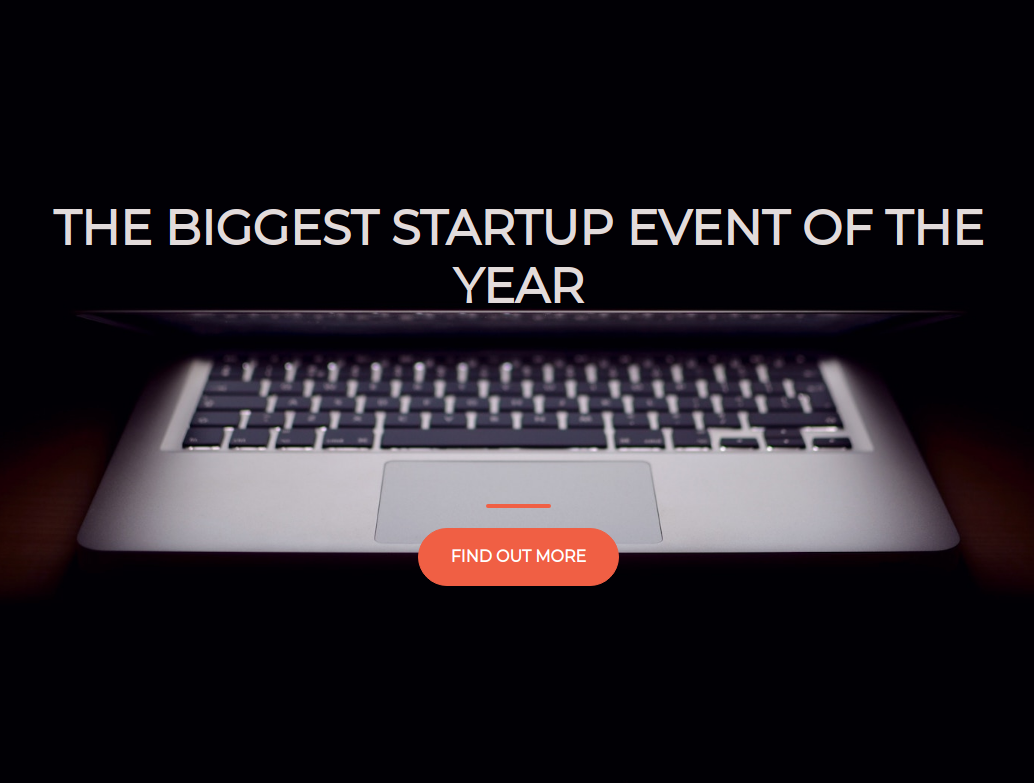 THE BIGGEST STARTUP EVENT OF THE
YEAR
FIND OUT MORE